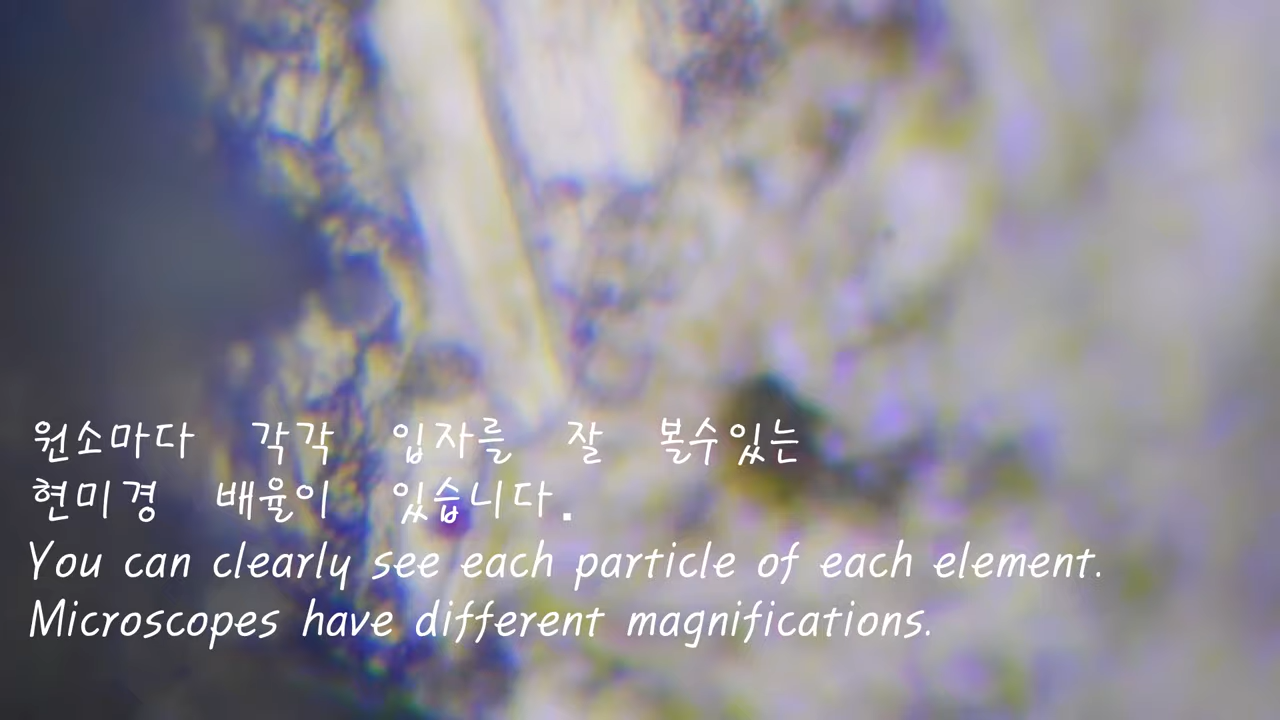 원소마다 각각 입자를 잘 볼수있는
현미경 배율이 있습니다.
You can clearly see each particle of each element.
Microscopes have different magnifications.